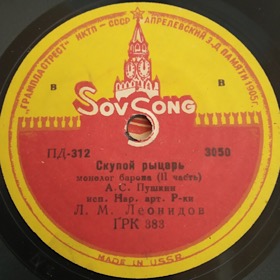 "ГРАМПЛАСТРЕСТ" НКТП - СССР АПРЕЛЕВСКИЙ З-Д ПАМЯТИ 1905 г.
В В
SOVSONG
ПД-312 3050
Скупой рыцарь
монолог барона (II часть)
А. С. Пушкин
исп. Нар. арт. Р-ки
Л. М. Леонидов
ГРК 383
MADE IN USSR